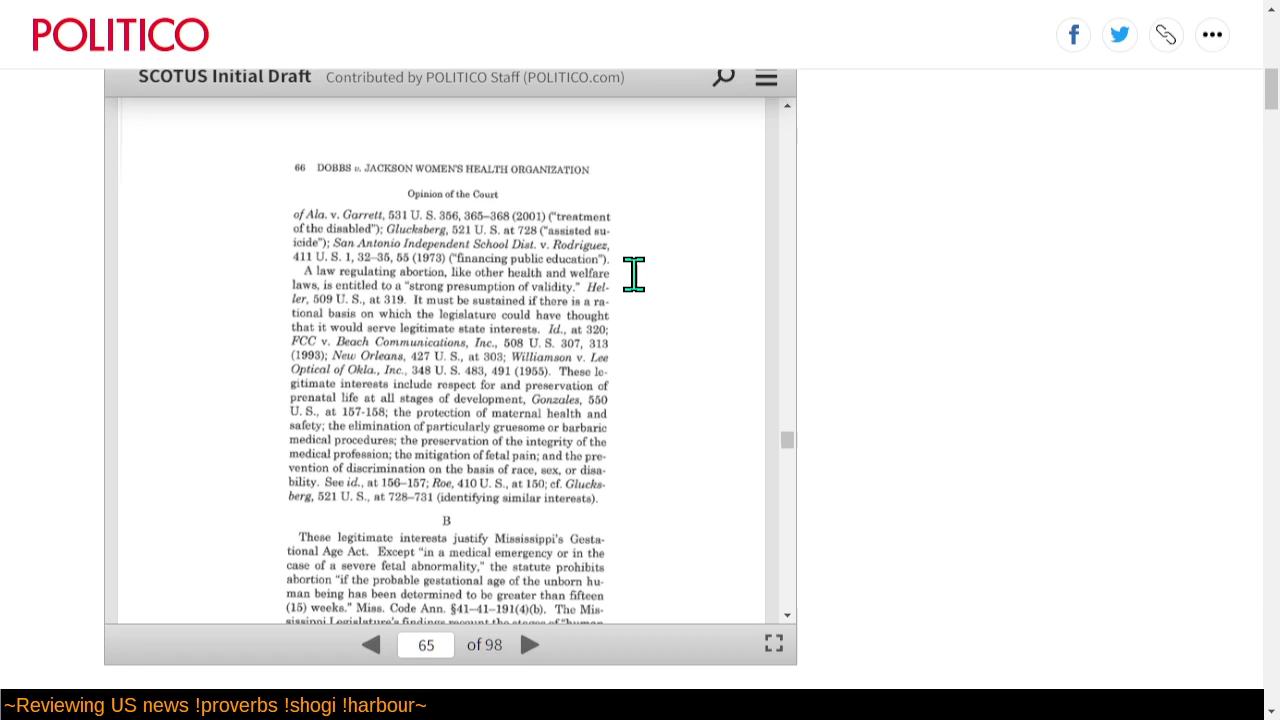 POLITICO
SCOTUS Initial Draft Contributed by POLITICO Staff (POLITICO.com)
66 DOBBS v. JACKSON WOMEN'S HEALTH ORGANIZATION
Opinion of the Court
of Ala. v. Garrett, 531 U. S. 356, 365–368 (2001) ("treatment
of the disabled"); Glucksberg, 521 U. S. at 728 ("assisted su-
icide"); San Antonio Independent School Dist. v. Rodriguez,
411 U. S. 1, 32–35, 55 (1973) ("financing public education").
A law regulating abortion, like other health and welfare
laws, is entitled to a "strong presumption of validity." Hel-
ler, 509 U. S., at 319. It must be sustained if there is a ra-
tional basis on which the legislature could have thought
that it would serve legitimate state interests. Id., at 320;
FCC v. Beach Communications, Inc., 508 U. S. 307, 313
(1993); New Orleans, 427 U. S., at 303; Williamson v. Lee
Optical of Okla., Inc., 348 U. S. 483, 491 (1955). These le-
gitimate interests include respect for and preservation of
prenatal life at all stages of development, Gonzales, 550
U. S., at 157-158; the protection of maternal health and
safety; the elimination of particularly gruesome or barbaric
medical procedures; the preservation of the integrity of the
medical profession; the mitigation of fetal pain; and the pre-
vention of discrimination on the basis of race, sex, or disa-
bility. See id., at 156–157; Roe, 410 U. S., at 150; cf. Glucks-
berg, 521 U. S., at 728–731 (identifying similar interests).
B
These legitimate interests justify Mississippi's Gesta-
tional Age Act. Except "in a medical emergency or in the
case of a severe fetal abnormality," the statute prohibits
abortion "if the probable gestational age of the unborn hu-
man being has been determined to be greater than fifteen
(15) weeks." Miss. Code Ann. §41–41–191(4)(b). The Mis-
sissippi Legislature's findings recount the stages of "human
65 of 98
~Reviewing US news !proverbs !shogi !harbour~